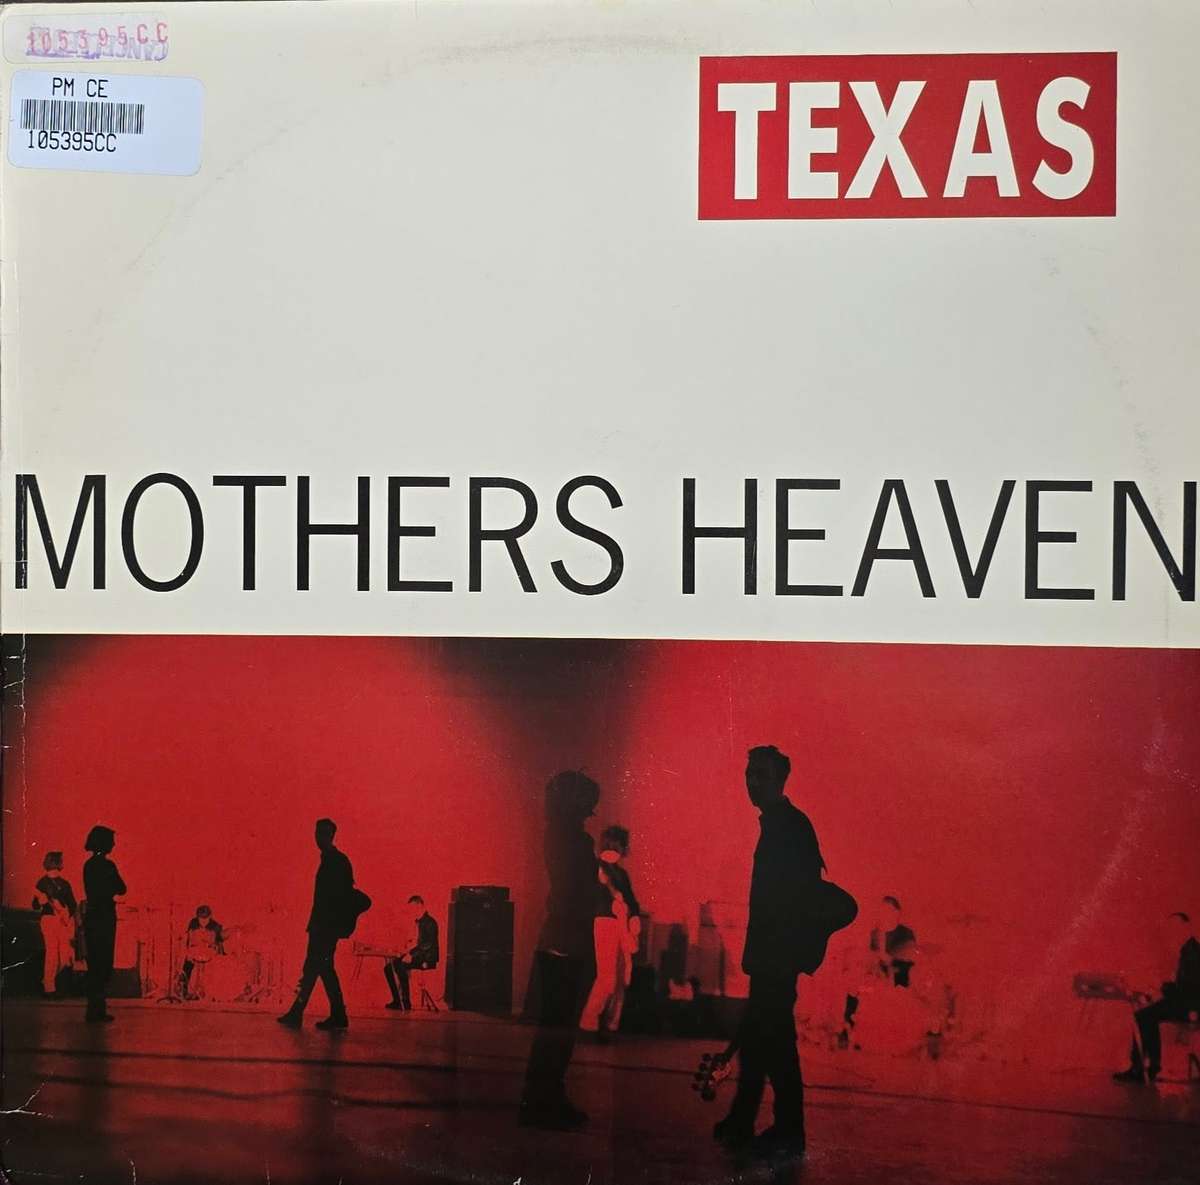 105395CC
PM CE
105395CC
TEXAS
MOTHERS HEAVEN